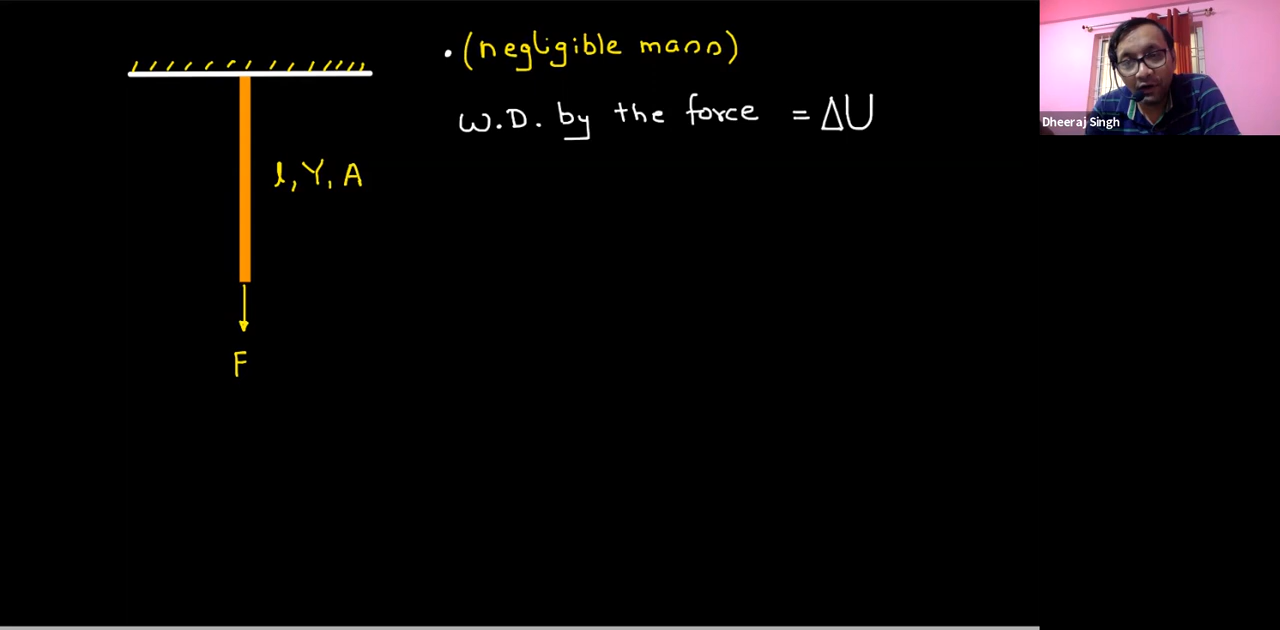 (negligible mass)
W.D. by the force = ΔU
l, Y, A
F
Dheeraj Singh